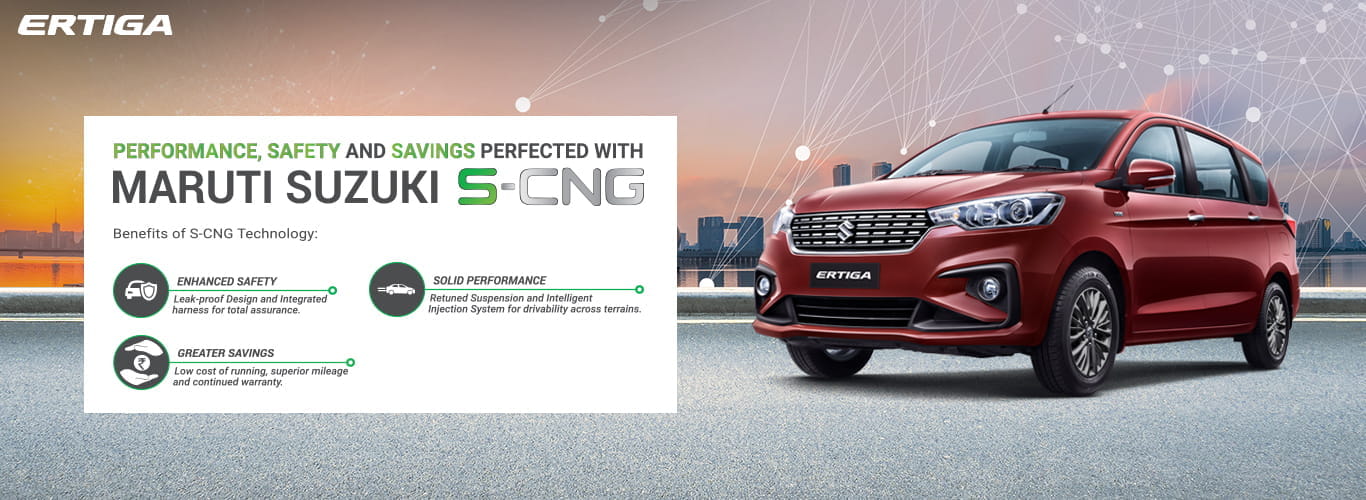 ERTIGA
PERFORMANCE, SAFETY AND SAVINGS PERFECTED WITH
MARUTI SUZUKI S-CNG
Benefits of S-CNG Technology:
ENHANCED SAFETY
Leak-proof Design and Integrated
harness for total assurance.
SOLID PERFORMANCE
Retuned Suspension and Intelligent
Injection System for drivability across terrains.
GREATER SAVINGS
Low cost of running, superior mileage
and continued warranty.
₹
ERTIGA